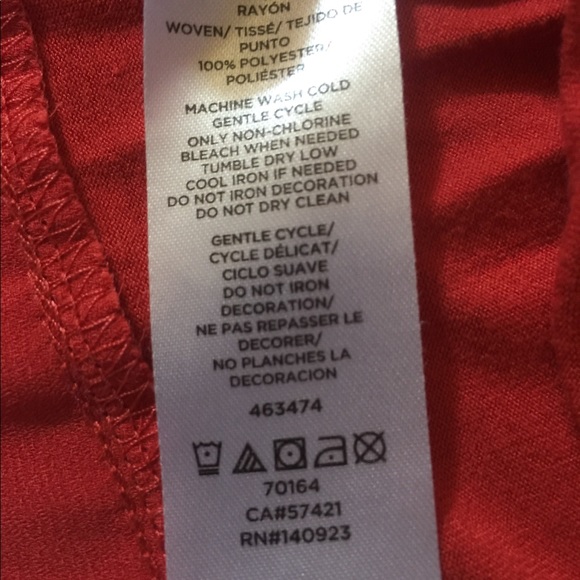 RAYÓN
WOVEN/ TISSÉ/ TEJIDO DE
PUNTO
100% POLYESTER/
POLIÉSTER
MACHINE WASH COLD
GENTLE CYCLE
ONLY NON-CHLORINE
BLEACH WHEN NEEDED
TUMBLE DRY LOW
COOL IRON IF NEEDED
DO NOT IRON DECORATION
DO NOT DRY CLEAN
GENTLE CYCLE/
CYCLE DÉLICAT/
CICLO SUAVE
DO NOT IRON
DECORATION/
NE PAS REPASSER LE
DECORER/
NO PLANCHES LA
DECORACION
463474
70164
CA#57421
RN#140923